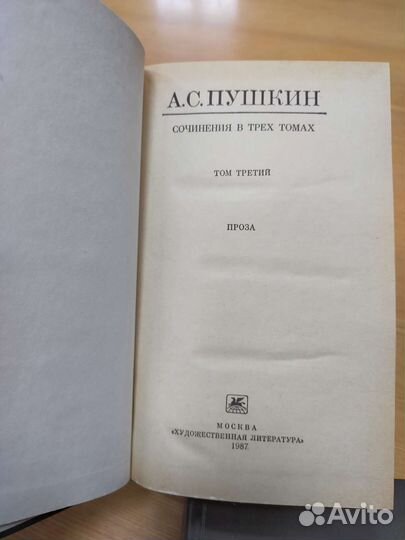 А.С.ПУШКИН
СОЧИНЕНИЯ В ТРЕХ ТОМАХ
ТОМ ТРЕТИЙ
ПРОЗА
МОСКВА
«ХУДОЖЕСТВЕННАЯ ЛИТЕРАТУРА»
1987
Avito